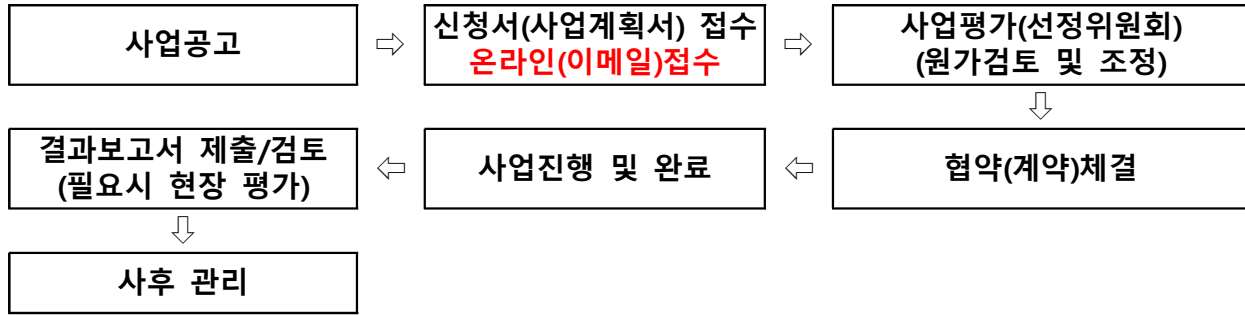 사업공고
신청서(사업계획서) 접수
온라인(이메일)접수
사업평가(선정위원회)
(원가검토 및 조정)
협약(계약)체결
사업진행 및 완료
결과보고서 제출/검토
(필요시 현장 평가)
사후 관리